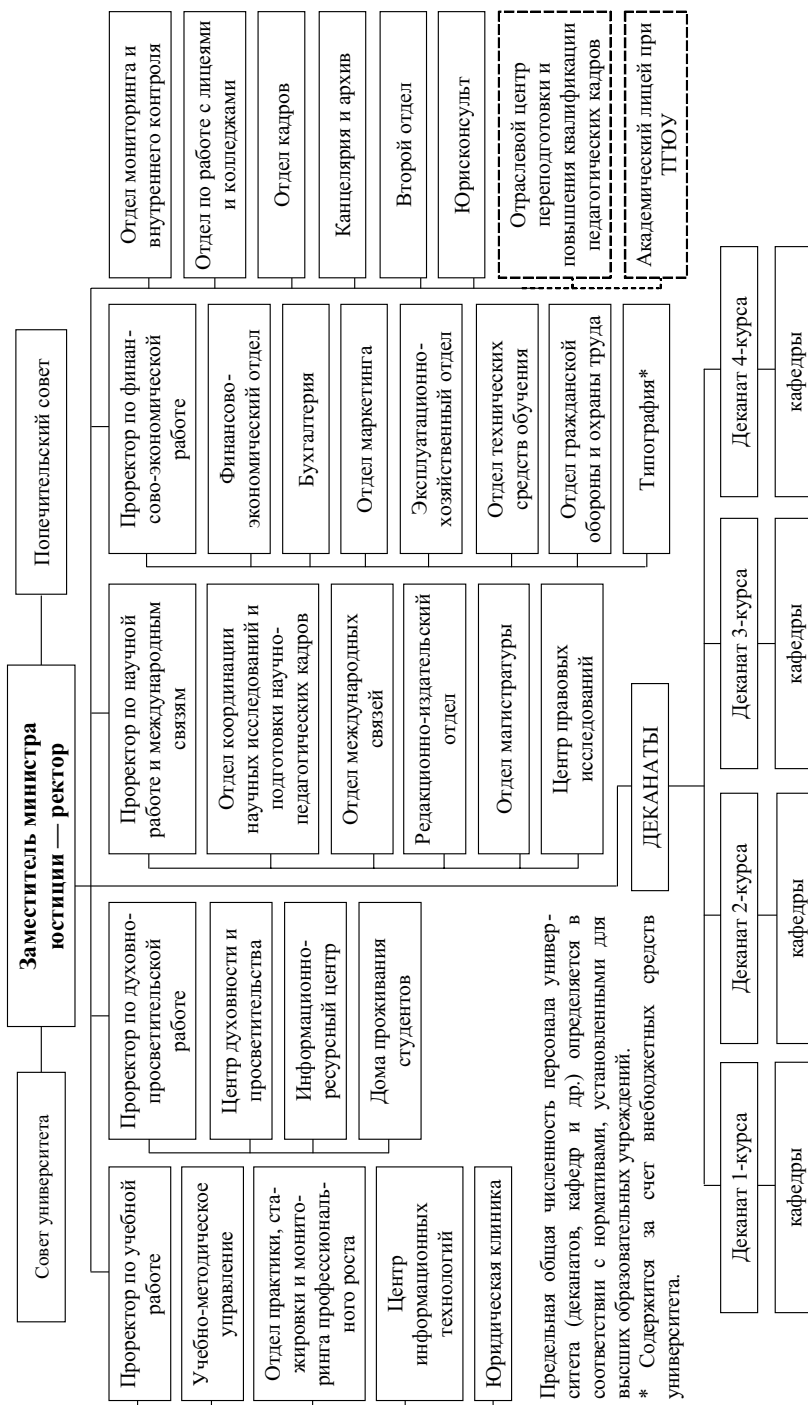 Совет университета
Заместитель министра
юстиции — ректор
Попечительский совет
Проректор по учебной
работе
Учебно-методическое
управление
Отдел практики, ста-
жировки и монито-
ринга профессиональ-
ного роста
Центр
информационных
технологий
Юридическая клиника
Проректор по духовно-
просветительской
работе
Центр духовности и
просветительства
Информационно-
ресурсный центр
Дома проживания
студентов
Проректор по научной
работе и международным
связям
Отдел координации
научных исследований и
подготовки научно-
педагогических кадров
Отдел международных
связей
Редакционно-издательский
отдел
Отдел магистратуры
Центр правовых
исследований
Проректор по финан-
сово-экономической
работе
Финансово-
экономический отдел
Бухгалтерия
Отдел маркетинга
Эксплуатационно-
хозяйственный отдел
Отдел технических
средств обучения
Отдел гражданской
обороны и охраны труда
Типография*
Отдел мониторинга и
внутреннего контроля
Отдел по работе с лицеями
и колледжами
Отдел кадров
Канцелярия и архив
Второй отдел
Юрисконсульт
Отраслевой центр
переподготовки и
повышения квалификации
педагогических кадров
Академический лицей при
ТГЮУ
ДЕКАНАТЫ
Предельная общая численность персонала универ-
ситета (деканатов, кафедр и др.) определяется в
соответствии с нормативами, установленными для
высших образовательных учреждений.
* Содержится за счет внебюджетных средств
университета.
Деканат 1-курса
Деканат 2-курса
Деканат 3-курса
Деканат 4-курса
кафедры
кафедры
кафедры
кафедры